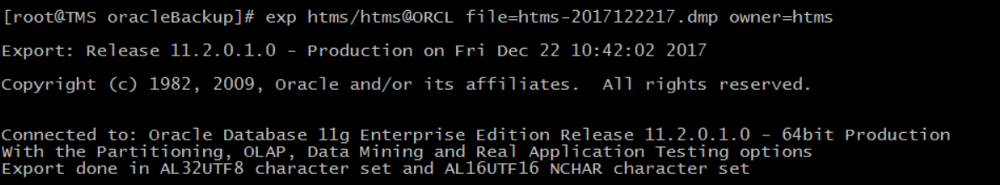 [root@TMS oracleBackup]# exp htms/htms@ORCL file=htms-2017122217.dmp owner=htms
Export: Release 11.2.0.1.0 - Production on Fri Dec 22 10:42:02 2017
Copyright (c) 1982, 2009, Oracle and/or its affiliates.  All rights reserved.
Connected to: Oracle Database 11g Enterprise Edition Release 11.2.0.1.0 - 64bit Production
With the Partitioning, OLAP, Data Mining and Real Application Testing options
Export done in AL32UTF8 character set and AL16UTF16 NCHAR character set